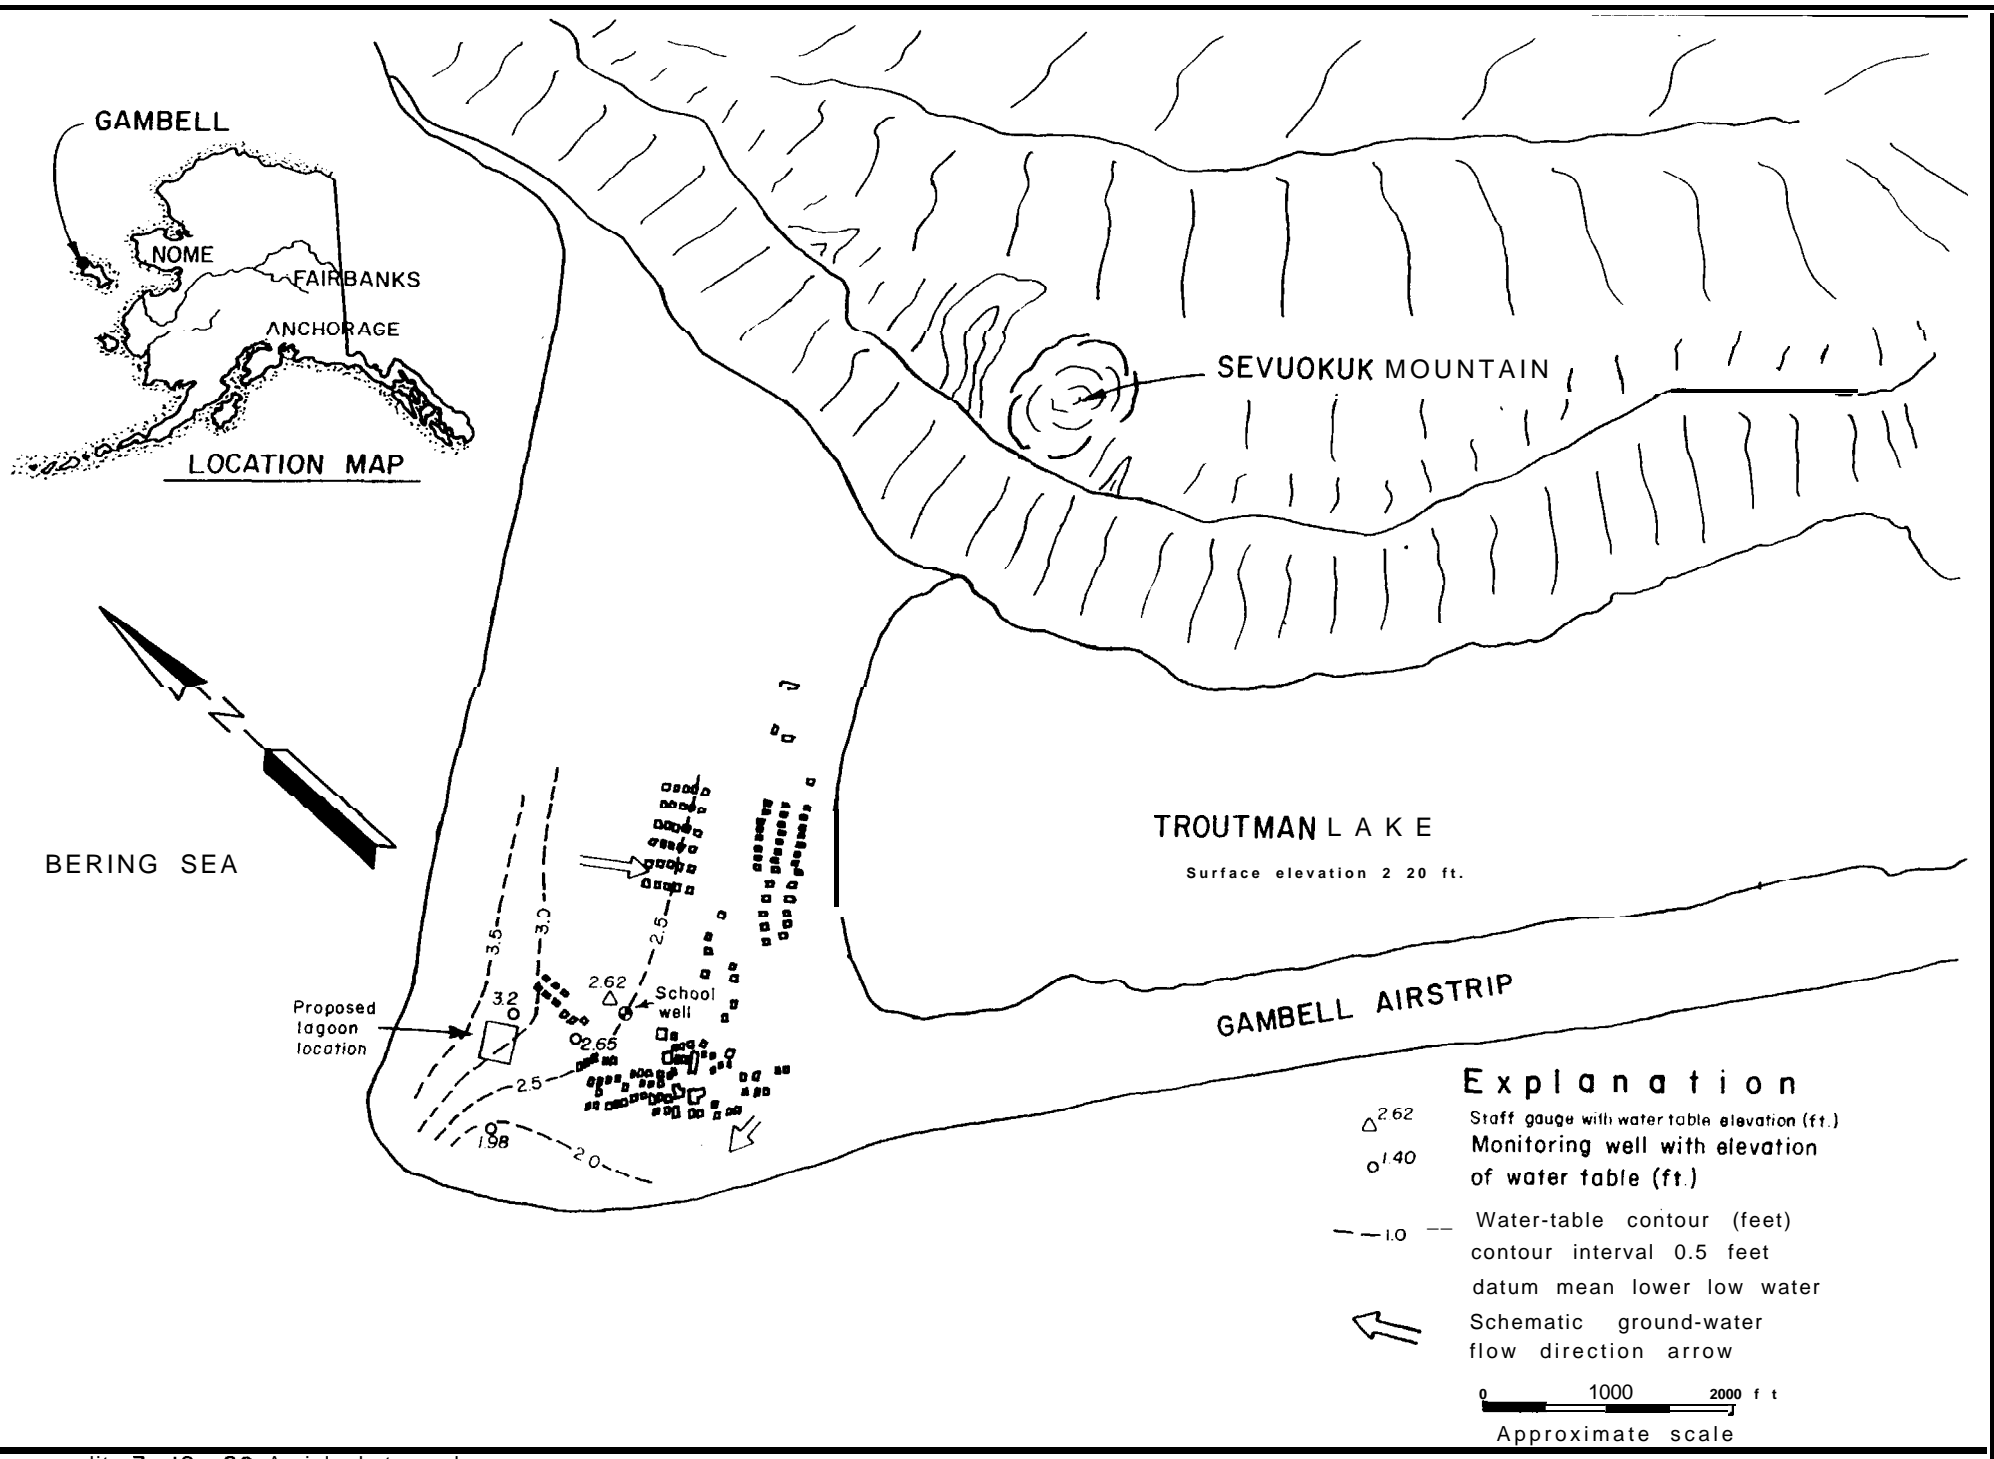 GAMBELL
NOME
FAIRBANKS
ANCHORAGE
LOCATION MAP
SEVUOKUK MOUNTAIN
N
BERING SEA
TROUTMAN LAKE
Surface elevation 2 20 ft.
GAMBELL AIRSTRIP
3.5
3.0
2.5
2.62
School
well
3.2
Proposed
lagoon
location
2.65
2.5
1.98
2.0
Explanation
2.62
Staff gauge with water table elevation (ft.)
1.40
Monitoring well with elevation
of water table (ft.)
1.0
Water-table contour (feet)
contour interval 0.5 feet
datum mean lower low water
Schematic ground-water
flow direction arrow
0 1000 2000 ft
Approximate scale